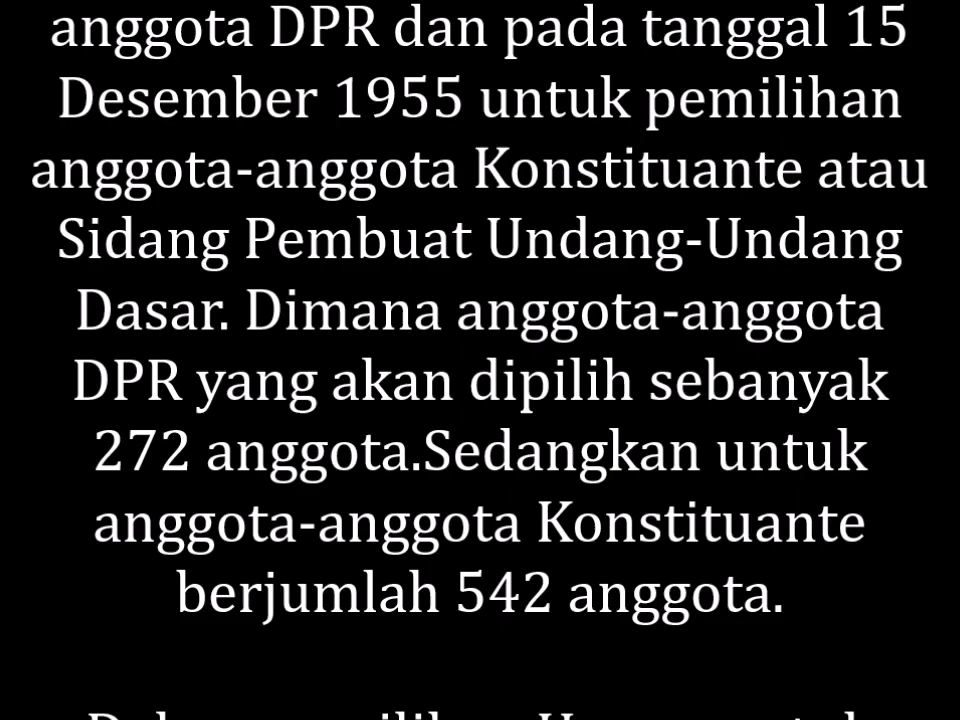 anggota DPR dan pada tanggal 15
Desember 1955 untuk pemilihan
anggota-anggota Konstituante atau
Sidang Pembuat Undang-Undang
Dasar. Dimana anggota-anggota
DPR yang akan dipilih sebanyak
272 anggota.Sedangkan untuk
anggota-anggota Konstituante
berjumlah 542 anggota.